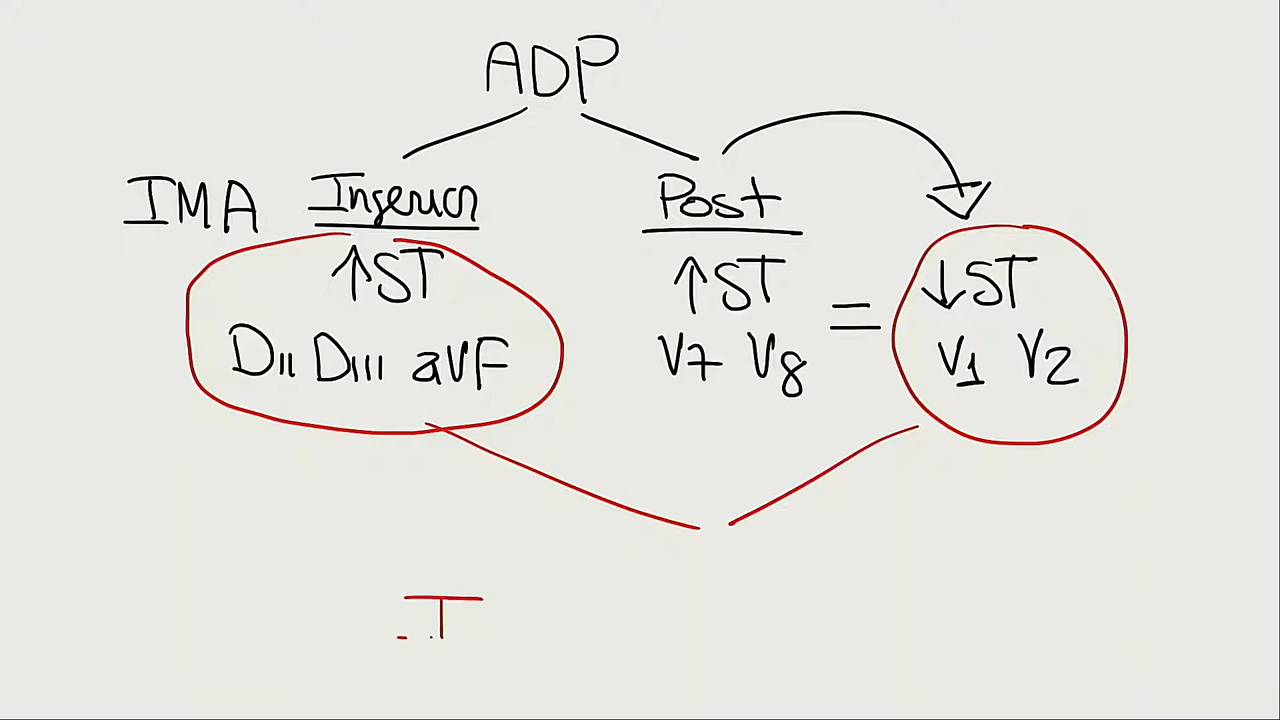 ADP
IMA Inferior Post
↑ST ↑ST = ↓ST
DII DIII aVF V7 V8 V1 V2
I